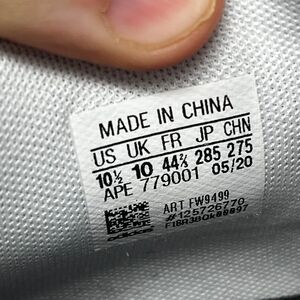 MADE IN CHINA
US UK FR JP CHN
10½ 10 44⅔ 285 275
APE 779001 05/20
ART FW9499
#125726770
adidas